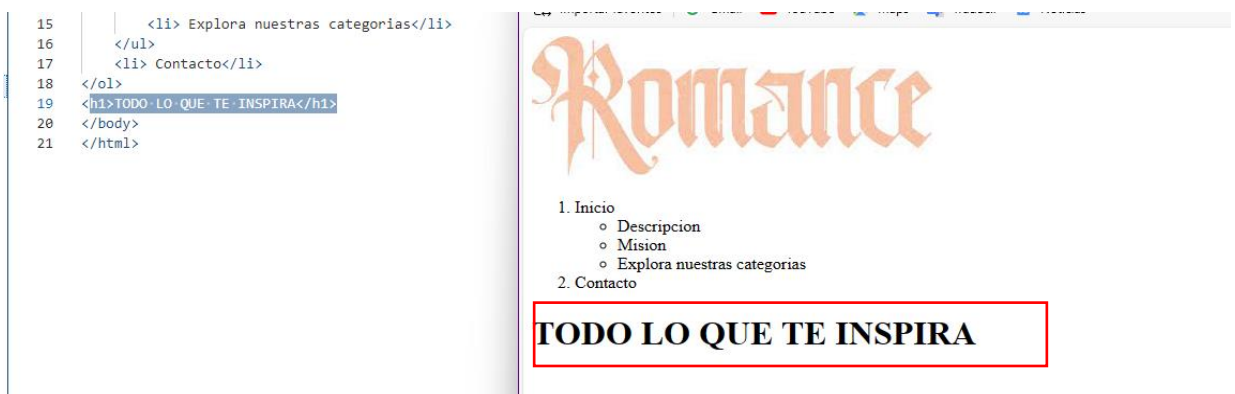 15 <li> Explora nuestras categorias</li>
16 </ul>
17 <li> Contacto</li>
18 </ol>
19 <h1>TODO·LO·QUE·TE·INSPIRA</h1>
20 </body>
21 </html>
Romance
1. Inicio
Descripcion
Mision
Explora nuestras categorias
2. Contacto
TODO LO QUE TE INSPIRA